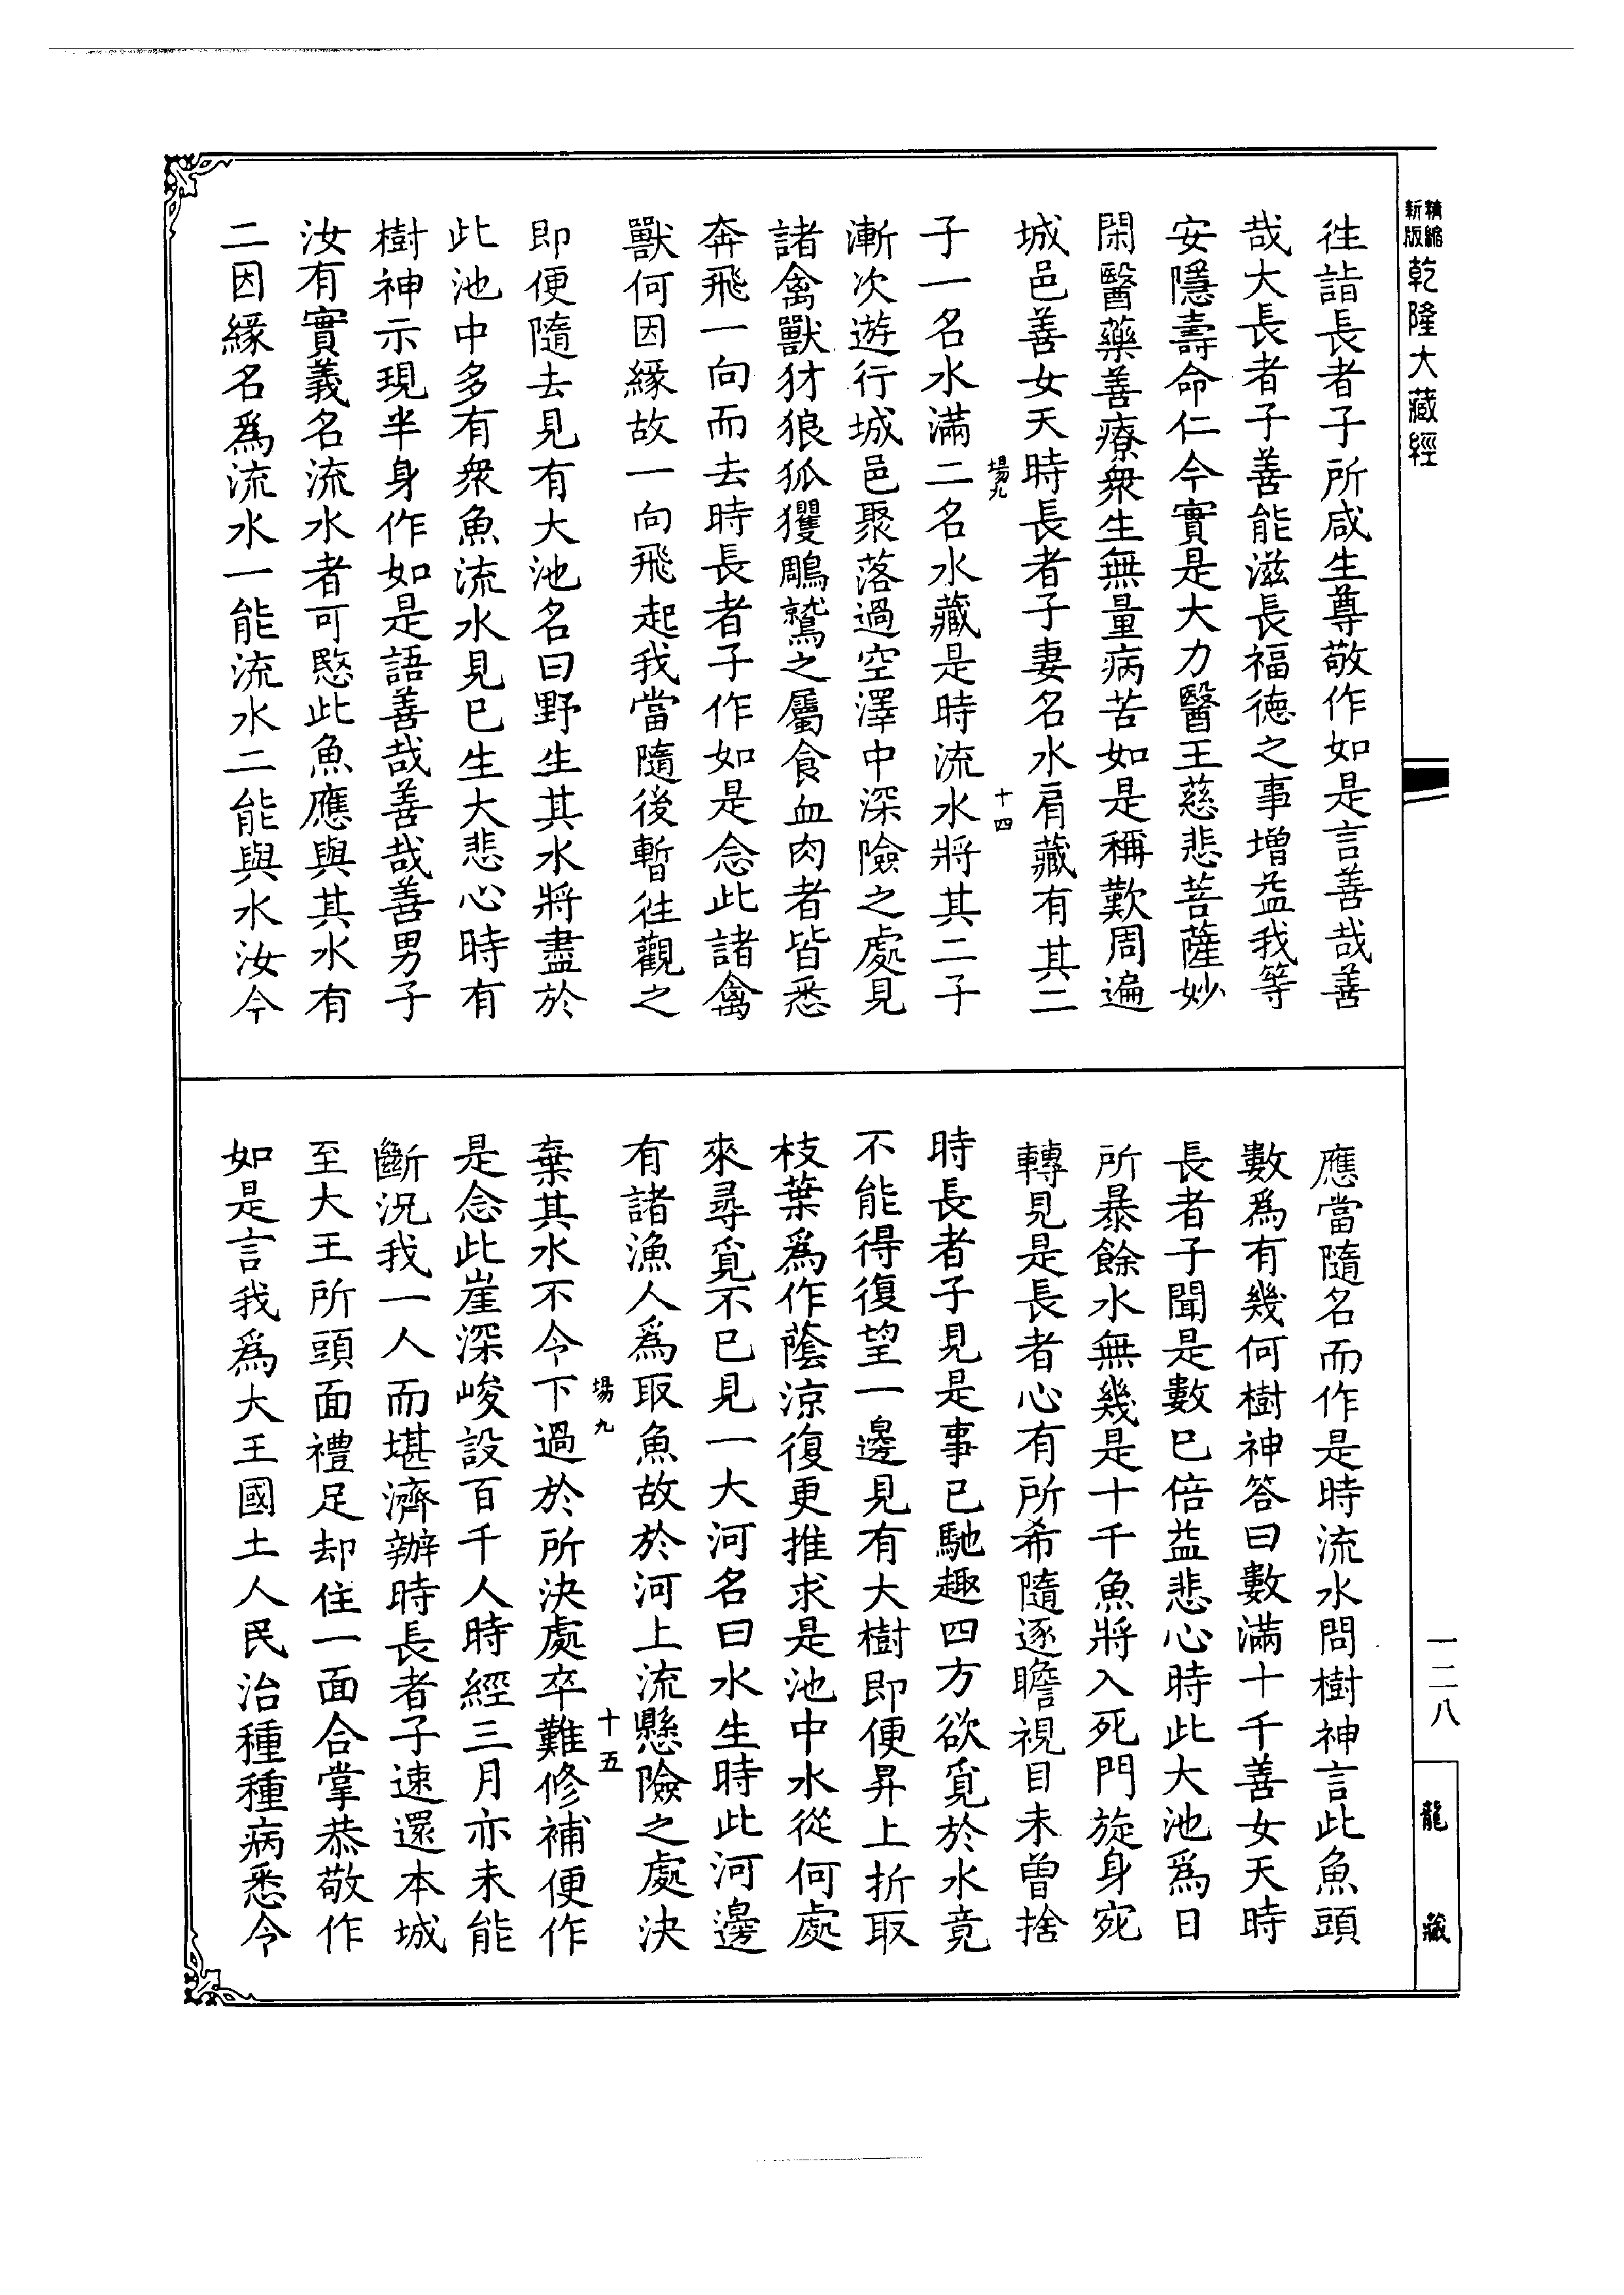 精縮新版乾隆大藏經
往詣長者子所咸生尊敬作如是言善哉善
哉大長者子善能滋長福德之事增益我等
安隱壽命仁今實是大力醫王慈悲菩薩妙
閑醫藥善療衆生無量病苦如是稱歎周遍
城邑善女天時長者子妻名水肩藏有其二
場九
十四
子一名水滿二名水藏是時流水將其二子
漸次遊行城邑聚落過空澤中深險之處見
諸禽獸犲狼狐玃鵰鷲之屬食血肉者皆悉
奔飛一向而去時長者子作如是念此諸禽
獸何因緣故一向飛起我當隨後暫往觀之
即便隨去見有大池名曰野生其水將盡於
此池中多有衆魚流水見已生大悲心時有
樹神示現半身作如是語善哉善哉善男子
汝有實義名流水者可愍此魚應與其水有
二因緣名爲流水一能流水二能與水汝今
應當隨名而作是時流水問樹神言此魚頭
數爲有幾何樹神答曰數滿十千善女天時
長者子聞是數已倍益悲心時此大池爲日
所暴餘水無幾是十千魚將入死門旋身宛
轉見是長者心有所希隨逐瞻視目未曾捨
時長者子見是事已馳趣四方欲覓於水竟
不能得復望一邊見有大樹即便昇上折取
枝葉爲作蔭涼復更推求是池中水從何處
來尋覓不已見一大河名曰水生時此河邊
有諸漁人爲取魚故於河上流懸險之處決
場九
十五
棄其水不令下過於所決處卒難修補便作
是念此崖深峻設百千人時經三月亦未能
斷況我一人而堪濟辦時長者子速還本城
至大王所頭面禮足却住一面合掌恭敬作
如是言我爲大王國土人民治種種病悉令
一二八
龍藏